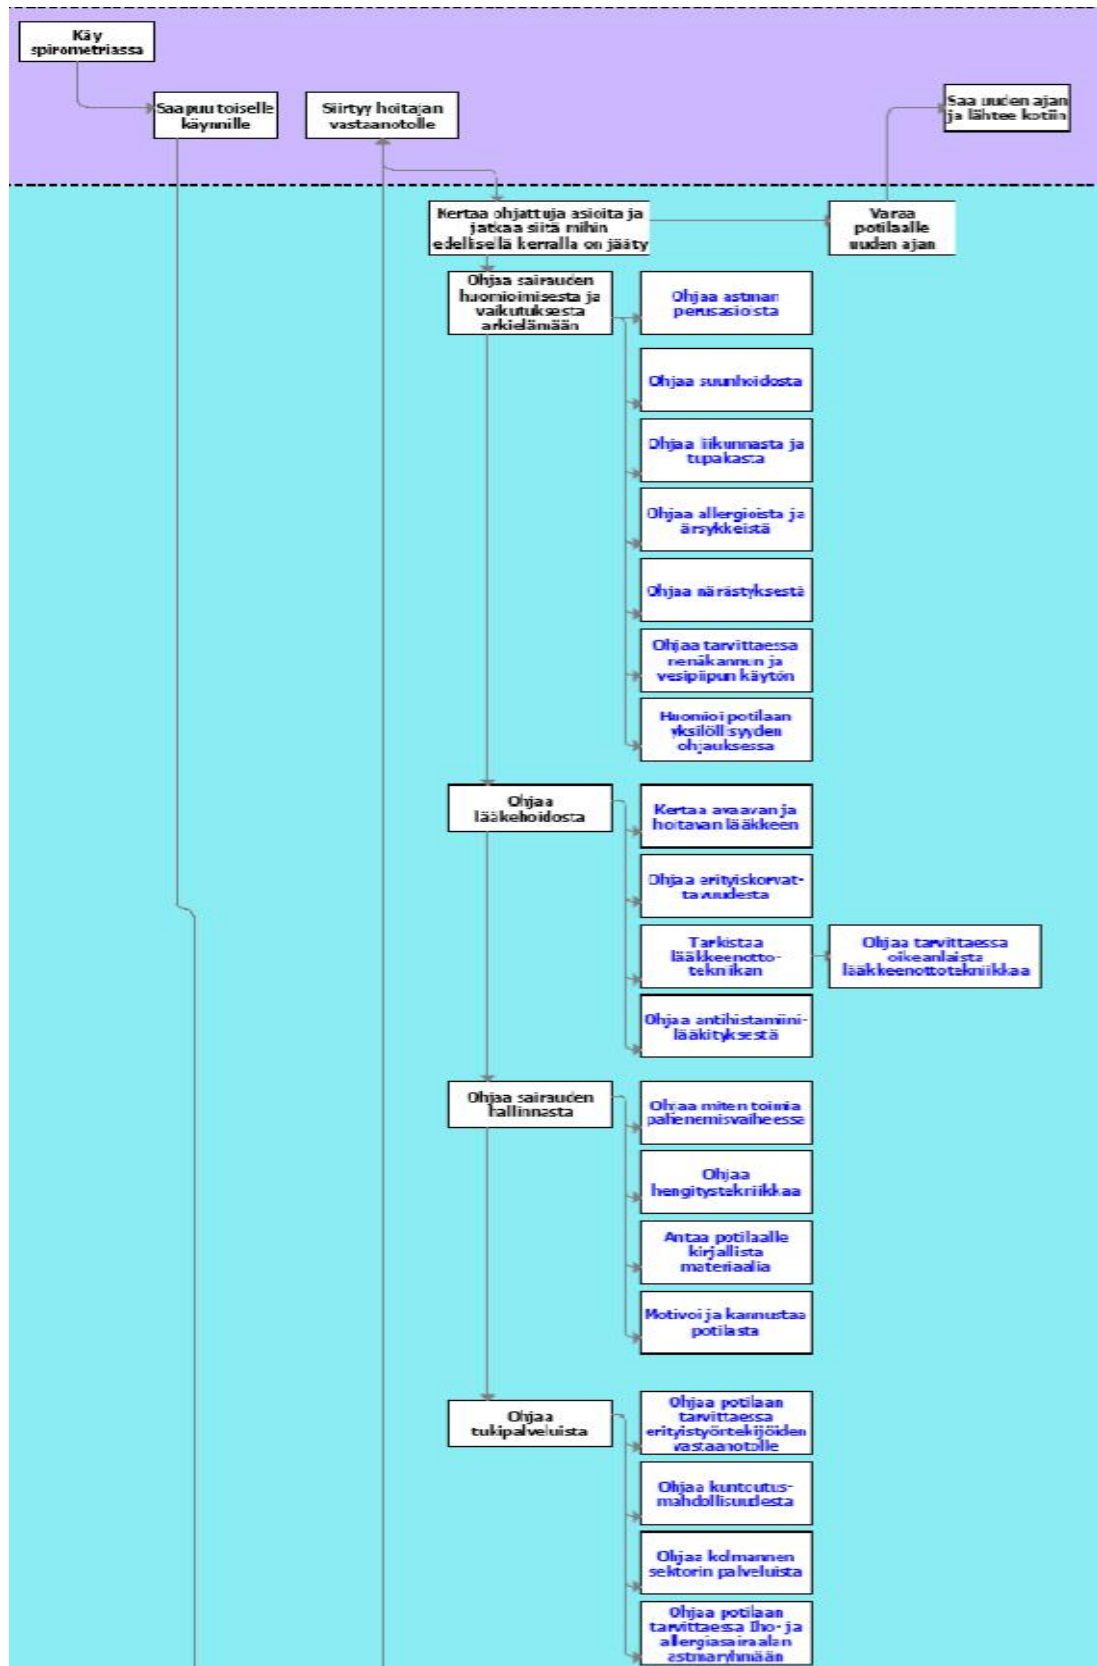 Käy
spirometriassa
Saapuu toiselle
käynnille
Siirtyy hoitajan
vastaanotolle
Saa uuden ajan
ja lähtee kotiin
Kertaa ohjattuja asioita ja
jatkaa siitä mihin
edellisellä kerralla on jääty
Varaa
potilaalle
uuden ajan
Ohjaa sairauden
huomioimisesta ja
vaikutuksesta
arkielämään
Ohjaa astman
perusasioista
Ohjaa suunhoidosta
Ohjaa liikunnasta ja
tupakasta
Ohjaa allergioista ja
ärsykkeistä
Ohjaa närästyksestä
Ohjaa tarvittaessa
nenäkannun ja
vesipiipun käytön
Huomioi potilaan
yksilöllisyyden
ohjauksessa
Ohjaa
lääkehoidosta
Kertaa avaavan ja
hoitavan lääkkeen
Ohjaa erityiskorvat-
tavuudesta
Tarkistaa
lääkkeenotto-
tekniikan
Ohjaa tarvittaessa
oikeanlaista
lääkkeenottotekniikkaa
Ohjaa antihistamiini-
lääkityksestä
Ohjaa sairauden
hallinnasta
Ohjaa miten toimia
pahenemisvaiheessa
Ohjaa
hengitystekniikkaa
Antaa potilaalle
kirjallista
materiaalia
Motivoi ja kannustaa
potilasta
Ohjaa
tukipalveluista
Ohjaa potilaan
tarvittaessa
erityistyöntekijöiden
vastaanotolle
Ohjaa kuntoutus-
mahdollisuudesta
Ohjaa kolmannen
sektorin palveluista
Ohjaa potilaan
tarvittaessa Iho- ja
allergiasairaalan
astmaryhmään